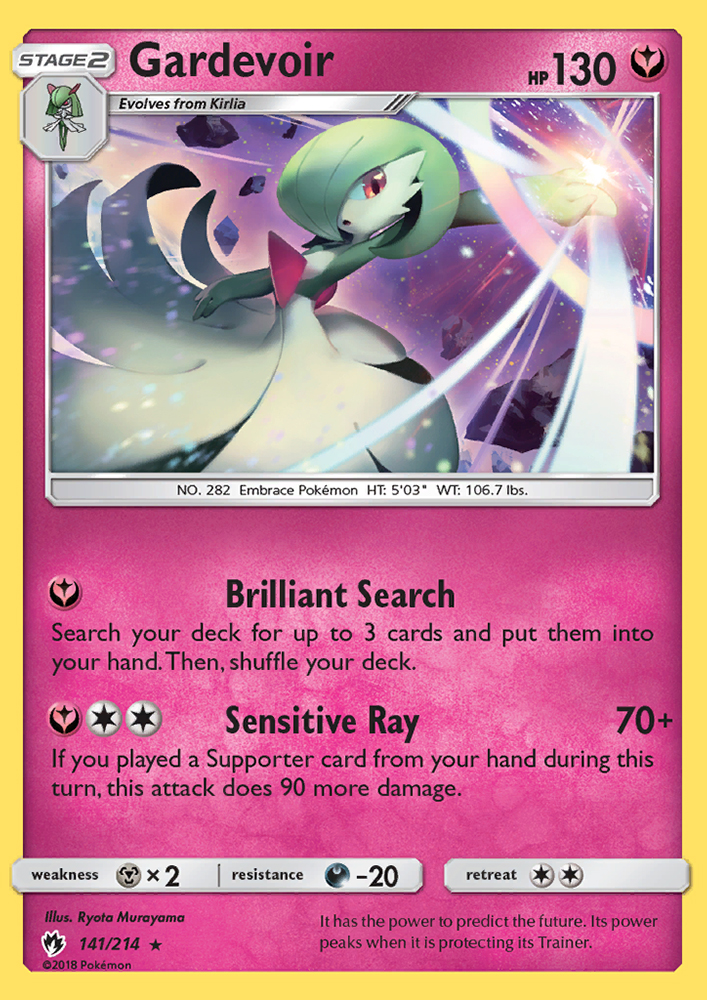 STAGE2 Gardevoir HP130
Evolves from Kirlia
NO. 282 Embrace Pokémon HT: 5'03" WT: 106.7 lbs.
Brilliant Search
Search your deck for up to 3 cards and put them into
your hand. Then, shuffle your deck.
Sensitive Ray 70+
If you played a Supporter card from your hand during this
turn, this attack does 90 more damage.
weakness ×2 resistance -20 retreat
Illus. Ryota Murayama
141/214 ★
©2018 Pokémon
It has the power to predict the future. Its power
peaks when it is protecting its Trainer.